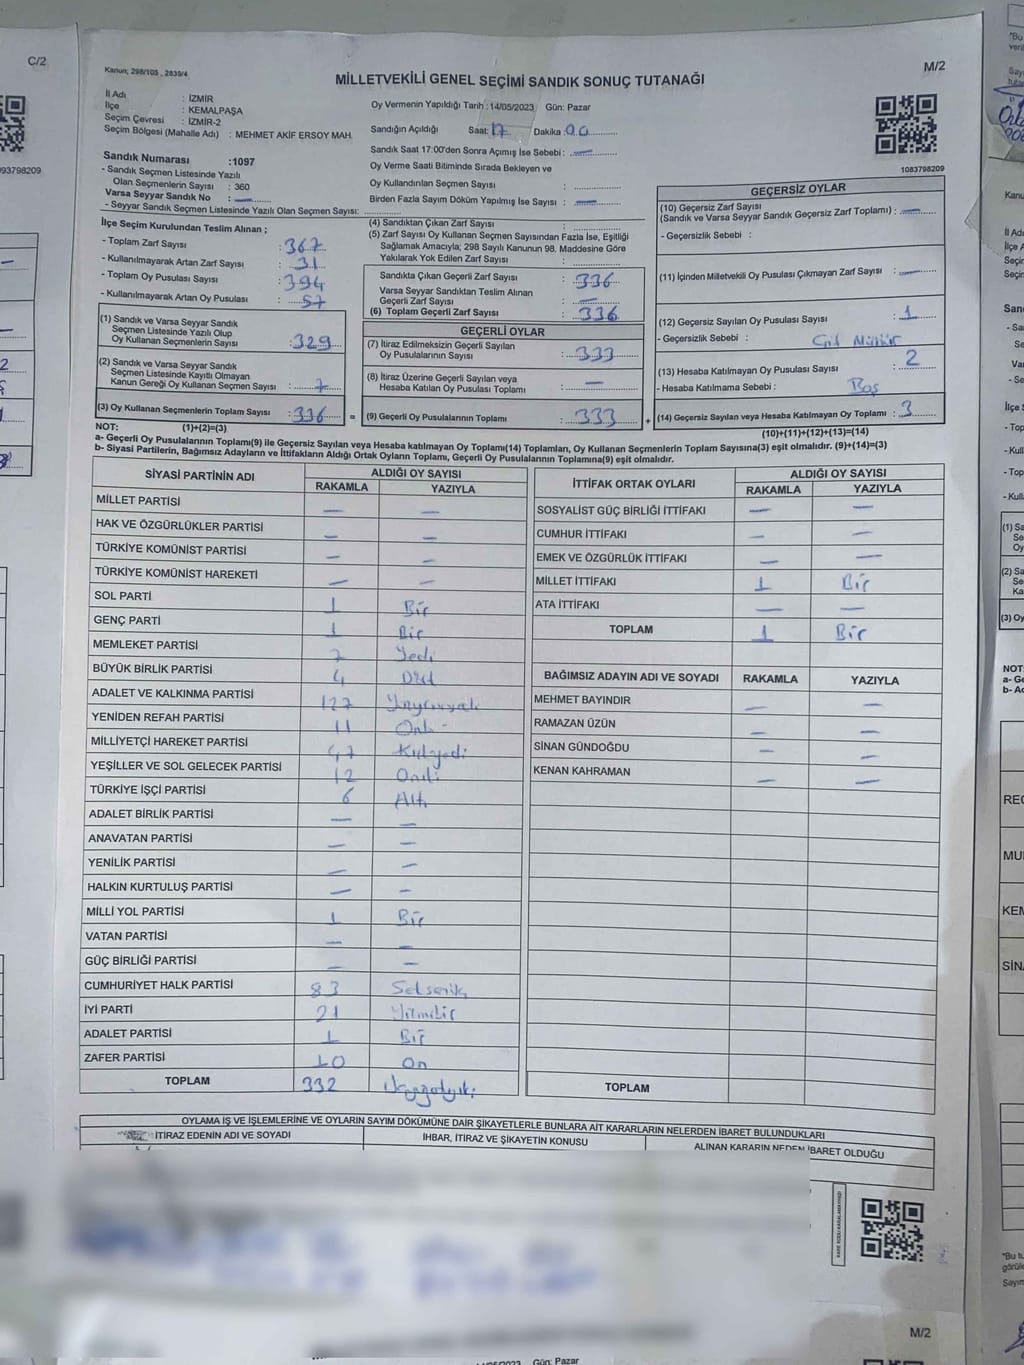 C/2
Kanun; 298/105 , 2839/4
MİLLETVEKİLİ GENEL SEÇİMİ SANDIK SONUÇ TUTANAĞI
M/2
İl Adı : İZMİR
İlçe : KEMALPAŞA
Seçim Çevresi : İZMİR-2
Seçim Bölgesi (Mahalle Adı) : MEHMET AKİF ERSOY MAH.
Oy Vermenin Yapıldığı Tarih : 14/05/2023 Gün: Pazar
Sandığın Açıldığı Saat: 17 Dakika: 00
Sandık Saat 17:00'den Sonra Açımış İse Sebebi : —
Oy Verme Saati Bitiminde Sırada Bekleyen ve
Oy Kullandırılan Seçmen Sayısı :
Birden Fazla Sayım Döküm Yapılmış İse Sayısı : —
1083798209
093798209
Sandık Numarası :1097
- Sandık Seçmen Listesinde Yazılı
Olan Seçmenlerin Sayısı : 360
Varsa Seyyar Sandık No : —
- Seyyar Sandık Seçmen Listesinde Yazılı Olan Seçmen Sayısı:
İlçe Seçim Kurulundan Teslim Alınan ;
- Toplam Zarf Sayısı : 367
- Kullanılmayarak Artan Zarf Sayısı : 31
- Toplam Oy Pusulası Sayısı : 394
- Kullanılmayarak Artan Oy Pusulası : 57
(1) Sandık ve Varsa Seyyar Sandık
Seçmen Listesinde Yazılı Olup
Oy Kullanan Seçmenlerin Sayısı : 329
(2) Sandık ve Varsa Seyyar Sandık
Seçmen Listesinde Kayıtlı Olmayan
Kanun Gereği Oy Kullanan Seçmen Sayısı : 7
(3) Oy Kullanan Seçmenlerin Toplam Sayısı : 336 =
(4) Sandıktan Çıkan Zarf Sayısı :
(5) Zarf Sayısı Oy Kullanan Seçmen Sayısından Fazla İse, Eşitliği
Sağlamak Amacıyla; 298 Sayılı Kanunun 98. Maddesine Göre
Yakılarak Yok Edilen Zarf Sayısı :
Sandıkta Çıkan Geçerli Zarf Sayısı : 336
Varsa Seyyar Sandıktan Teslim Alınan
Geçerli Zarf Sayısı : —
(6) Toplam Geçerli Zarf Sayısı : 336
GEÇERLİ OYLAR
(7) İtiraz Edilmeksizin Geçerli Sayılan
Oy Pusulalarının Sayısı : 333
(8) İtiraz Üzerine Geçerli Sayılan veya
Hesaba Katılan Oy Pusulası Toplamı : —
(9) Geçerli Oy Pusulalarının Toplamı : 333 +
GEÇERSİZ OYLAR
(10) Geçersiz Zarf Sayısı
(Sandık ve Varsa Seyyar Sandık Geçersiz Zarf Toplamı) : —
- Geçersizlik Sebebi :
(11) İçinden Milletvekili Oy Pusulası Çıkmayan Zarf Sayısı : —
(12) Geçersiz Sayılan Oy Pusulası Sayısı : 1
- Geçersizlik Sebebi : Mühür
(13) Hesaba Katılmayan Oy Pusulası Sayısı : 2
- Hesaba Katılmama Sebebi : Boş
(14) Geçersiz Sayılan veya Hesaba Katılmayan Oy Toplamı : 3
NOT: (1)+(2)=(3) (10)+(11)+(12)+(13)=(14)
a- Geçerli Oy Pusulalarının Toplamı(9) ile Geçersiz Sayılan veya Hesaba katılmayan Oy Toplamı(14) Toplamları, Oy Kullanan Seçmenlerin Toplam Sayısına(3) eşit olmalıdır. (9)+(14)=(3)
b- Siyasi Partilerin, Bağımsız Adayların ve İttifakların Aldığı Ortak Oyların Toplamı, Geçerli Oy Pusulalarının Toplamına(9) eşit olmalıdır.
SİYASİ PARTİNİN ADI ALDIĞI OY SAYISI
RAKAMLA YAZIYLA
MİLLET PARTİSİ — —
HAK VE ÖZGÜRLÜKLER PARTİSİ — —
TÜRKİYE KOMÜNİST PARTİSİ — —
TÜRKİYE KOMÜNİST HAREKETİ — —
SOL PARTİ 1 Bir
GENÇ PARTİ 1 Bir
MEMLEKET PARTİSİ 7 Yedi
BÜYÜK BİRLİK PARTİSİ 4 Dört
ADALET VE KALKINMA PARTİSİ 127
YENİDEN REFAH PARTİSİ 11
MİLLİYETÇİ HAREKET PARTİSİ 47 Kırkyedi
YEŞİLLER VE SOL GELECEK PARTİSİ 12 Oniki
TÜRKİYE İŞÇİ PARTİSİ 6 Altı
ADALET BİRLİK PARTİSİ — —
ANAVATAN PARTİSİ — —
YENİLİK PARTİSİ — —
HALKIN KURTULUŞ PARTİSİ — —
MİLLİ YOL PARTİSİ 1 Bir
VATAN PARTİSİ — —
GÜÇ BİRLİĞİ PARTİSİ — —
CUMHURİYET HALK PARTİSİ 83
İYİ PARTİ 21 Yirmibir
ADALET PARTİSİ 1 Bir
ZAFER PARTİSİ 10 On
TOPLAM 332
İTTİFAK ORTAK OYLARI ALDIĞI OY SAYISI
RAKAMLA YAZIYLA
SOSYALİST GÜÇ BİRLİĞİ İTTİFAKI — —
CUMHUR İTTİFAKI — —
EMEK VE ÖZGÜRLÜK İTTİFAKI — —
MİLLET İTTİFAKI 1 Bir
ATA İTTİFAKI — —
TOPLAM 1 Bir
BAĞIMSIZ ADAYIN ADI VE SOYADI RAKAMLA YAZIYLA
MEHMET BAYINDIR — —
RAMAZAN ÜZÜN — —
SİNAN GÜNDOĞDU — —
KENAN KAHRAMAN — —
TOPLAM
OYLAMA İŞ VE İŞLEMLERİNE VE OYLARIN SAYIM DÖKÜMÜNE DAİR ŞİKAYETLERLE BUNLARA AİT KARARLARIN NELERDEN İBARET BULUNDUKLARI
İTİRAZ EDENİN ADI VE SOYADI İHBAR, İTİRAZ VE ŞİKAYETİN KONUSU ALINAN KARARIN NEDEN İBARET OLDUĞU
M/2
Gün: Pazar